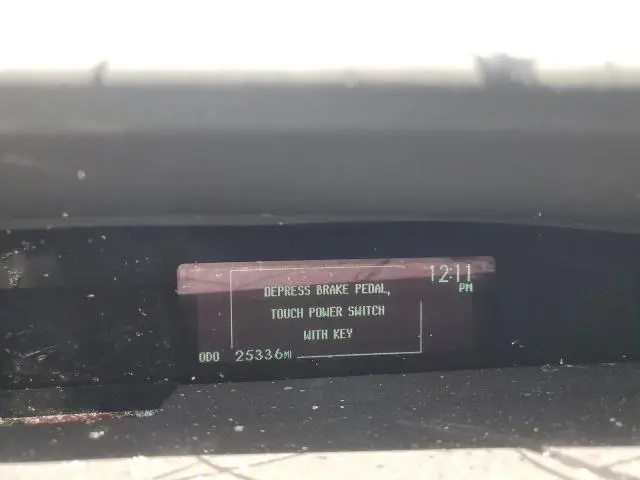 12:11
PM
DEPRESS BRAKE PEDAL,
TOUCH POWER SWITCH
WITH KEY
ODO 25336MI